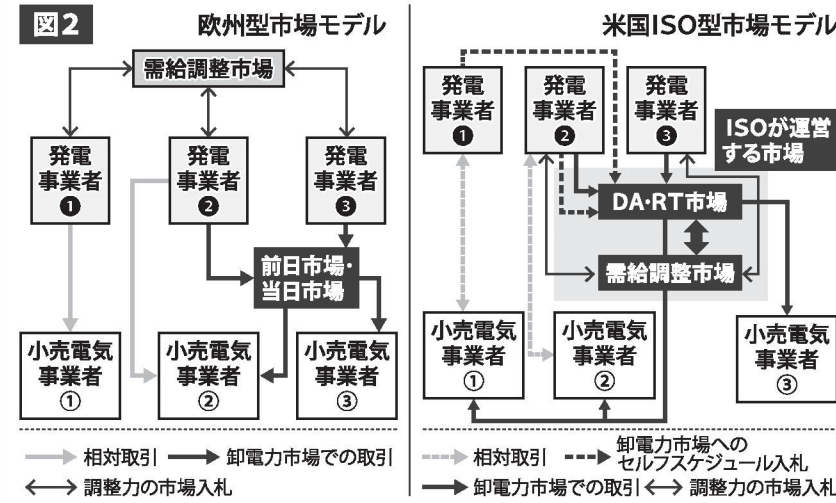 図2
欧州型市場モデル
需給調整市場
発電
事業者
❶
発電
事業者
❷
発電
事業者
❸
前日市場・
当日市場
小売電気
事業者
①
小売電気
事業者
②
小売電気
事業者
③
相対取引
卸電力市場での取引
調整力の市場入札
米国ISO型市場モデル
発電
事業者
❶
発電
事業者
❷
発電
事業者
❸
ISOが運営
する市場
DA・RT市場
需給調整市場
小売電気
事業者
①
小売電気
事業者
②
小売電気
事業者
③
相対取引
卸電力市場への
セルフスケジュール入札
卸電力市場での取引
調整力の市場入札